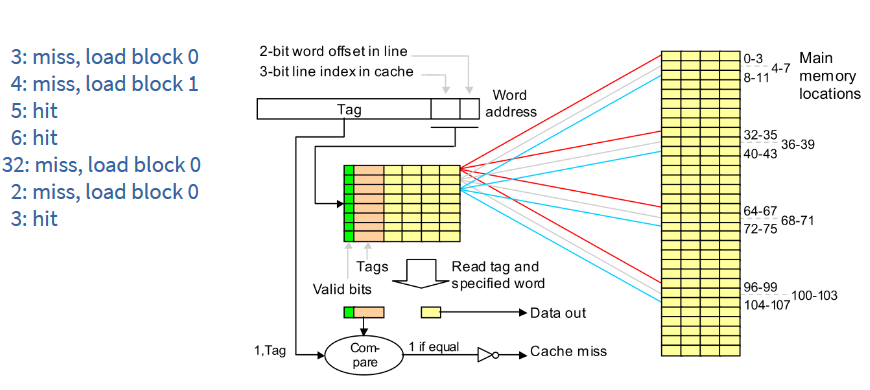 3: miss, load block 0
4: miss, load block 1
5: hit
6: hit
32: miss, load block 0
2: miss, load block 0
3: hit
2-bit word offset in line
3-bit line index in cache
Tag
Word
address
Tags
Valid bits
Read tag and
specified word
Data out
1,Tag
Com-
pare
1 if equal
Cache miss
0-3
4-7
8-11
Main
memory
locations
32-35
36-39
40-43
64-67
68-71
72-75
96-99
100-103
104-107